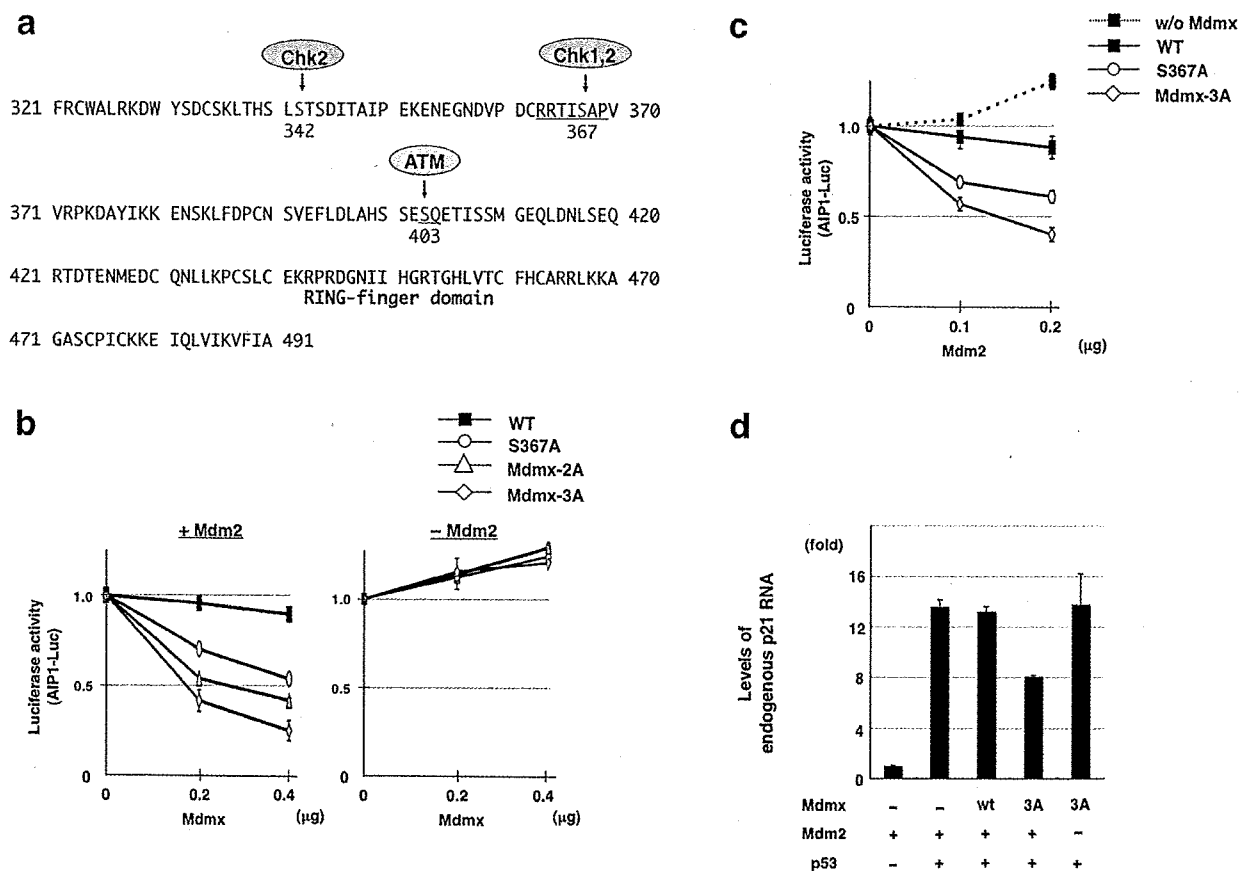 a
Chk2
Chk1,2
321 FRCWALRKDW YSDCSKLTHS LSTSDITAIP EKENEGNDVP DCRRTISAPV 370
342
367
ATM
371 VRPKDAYIKK ENSKLFDPCN SVEFLDLAHS SESQETISSM GEQLDNLSEQ 420
403
421 RTDTENMEDC QNLLKPCSLC EKRPRDGNII HGRTGHLVTC FHCARRLKKA 470
RING-finger domain
471 GASCPICKKE IQLVIKVFIA 491
b
WT
S367A
Mdmx-2A
Mdmx-3A
+ Mdm2
– Mdm2
Luciferase activity
(AIP1-Luc)
1.0
0.5
0
0 0.2 0.4 (μg)
Mdmx
1.0
0.5
0
0 0.2 0.4 (μg)
Mdmx
c
w/o Mdmx
WT
S367A
Mdmx-3A
Luciferase activity
(AIP1-Luc)
1.0
0.5
0
0 0.1 0.2
Mdm2 (μg)
d
(fold)
Levels of
endogenous p21 RNA
16
12
8
4
0
Mdmx – – wt 3A 3A
Mdm2 + + + + –
p53 – + + + +